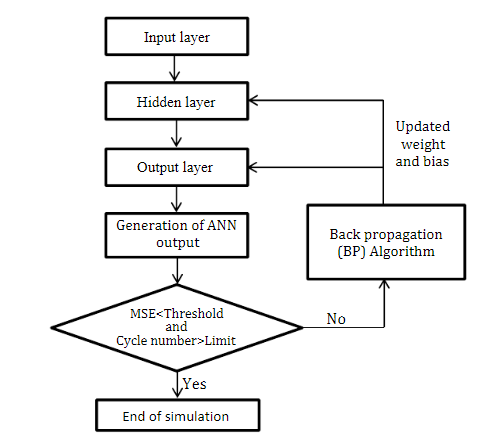 Input layer
Hidden layer
Updated
weight
and bias
Output layer
Generation of ANN
output
Back propagation
(BP) Algorithm
MSE<Threshold
and
Cycle number>Limit
No
Yes
End of simulation